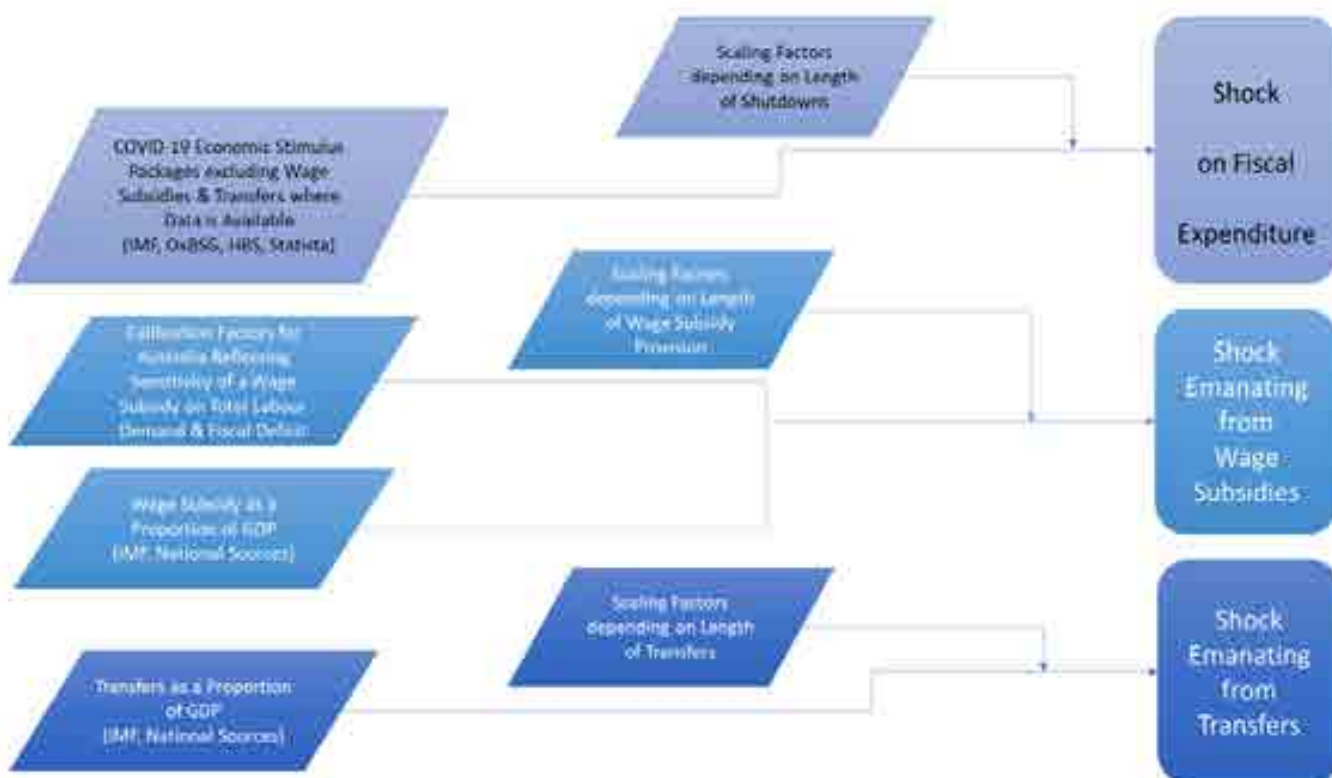 Scaling Factors
depending on Length
of Shutdowns
Shock
on Fiscal
Expenditure
COVID-19 Economic Stimulus
Packages excluding Wage
Subsidies & Transfers where
Data is Available
(IMF, OxBSG, HBS, Statista)
Scaling Factors
depending on Length
of Wage Subsidy
Provision
Calibration Factors for
Australia Reflecting
Sensitivity of a Wage
Subsidy on Total Labour
Demand & Fiscal Deficit
Shock
Emanating
from
Wage
Subsidies
Wage Subsidy as a
Proportion of GDP
(IMF, National Sources)
Scaling Factors
depending on Length
of Transfers
Shock
Emanating
from
Transfers
Transfers as a Proportion
of GDP
(IMF, National Sources)